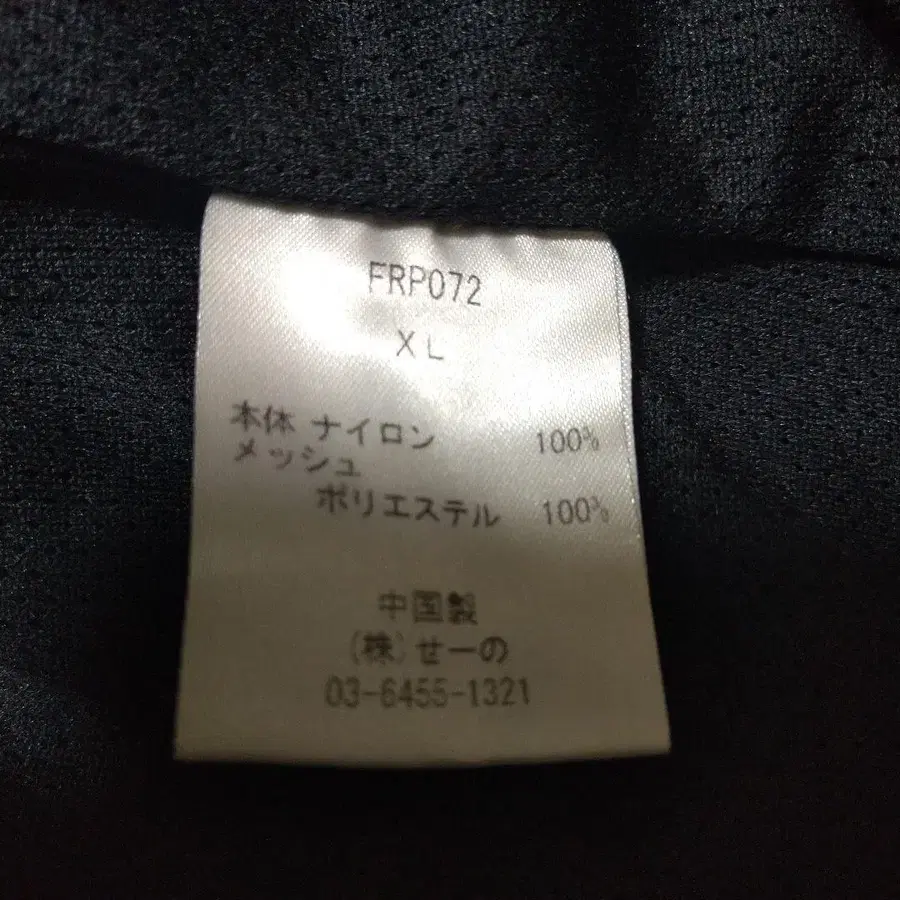 FRP072
XL
本体 ナイロン 100%
メッシュ
ポリエステル 100%
中国製
(株)せーの
03-6455-1321